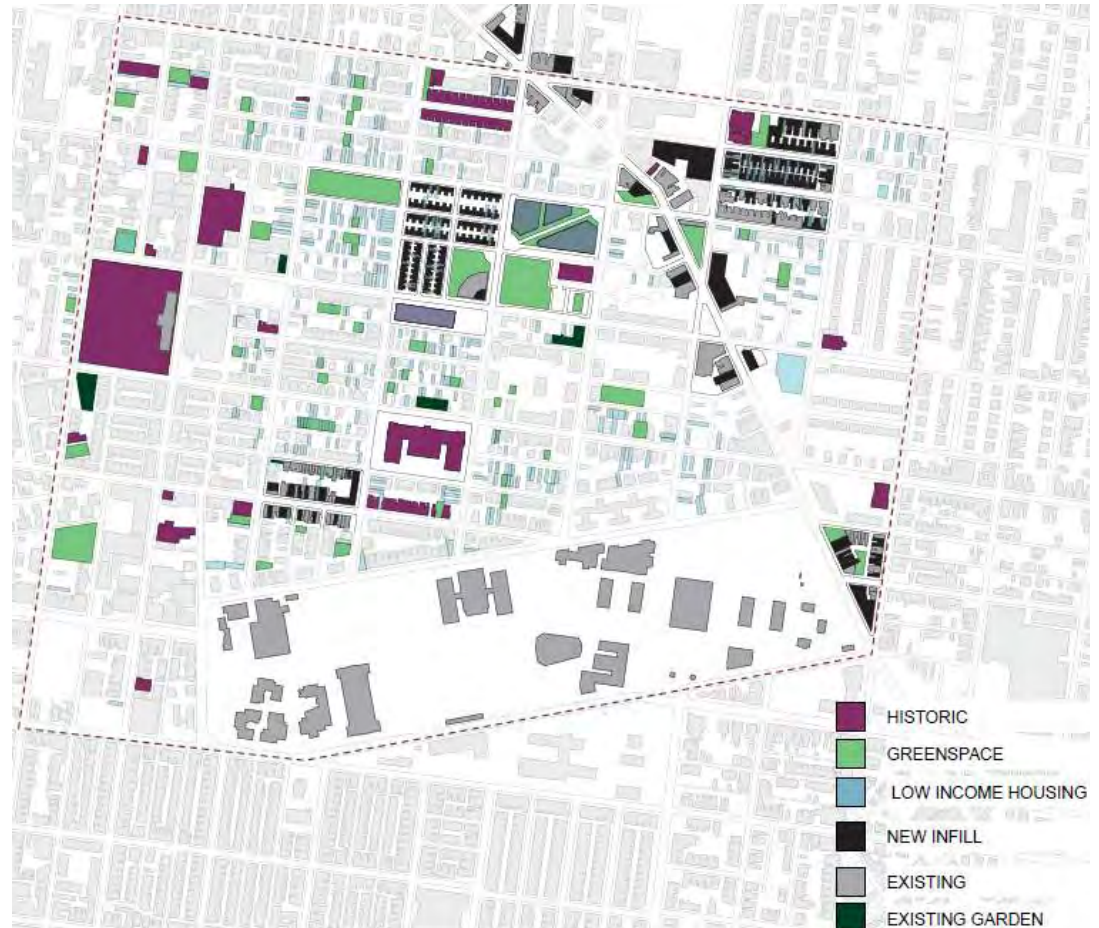 HISTORIC
GREENSPACE
LOW INCOME HOUSING
NEW INFILL
EXISTING
EXISTING GARDEN